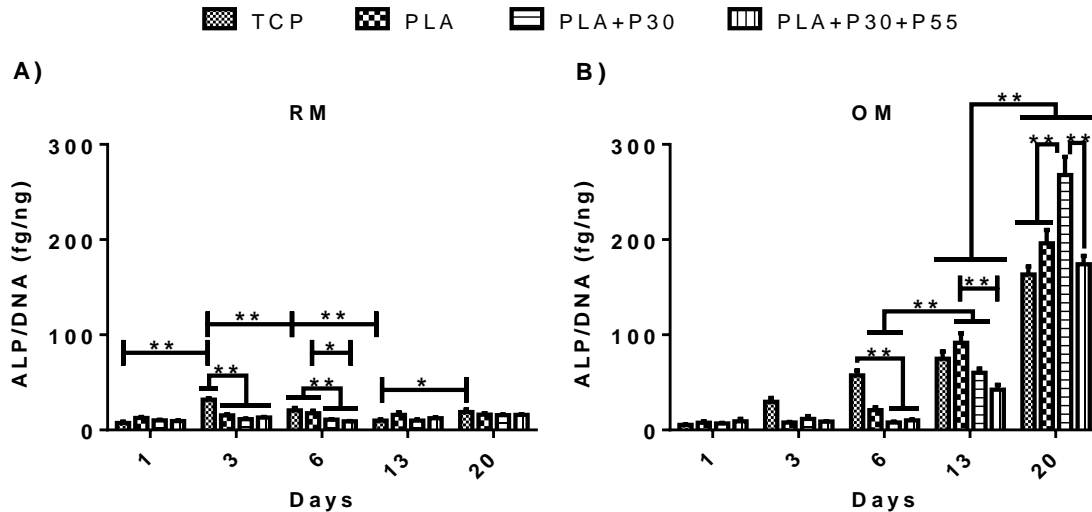 TCP PLA PLA+P30 PLA+P30+P55
A)
RM
ALP/DNA (fg/ng)
300
200
100
0
** ** **
*
** ** *
1 3 6 13 20
Days
B)
OM
ALP/DNA (fg/ng)
300
200
100
0
**
** **
**
**
**
1 3 6 13 20
Days